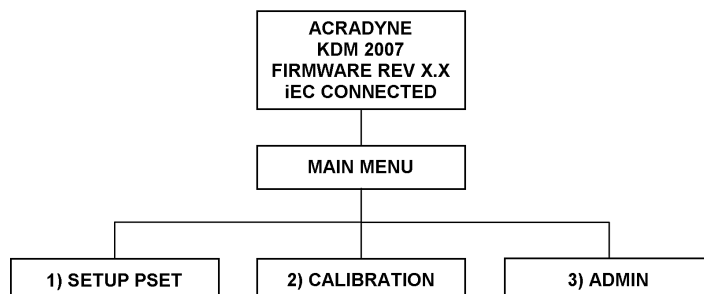 ACRADYNE
KDM 2007
FIRMWARE REV X.X
iEC CONNECTED
MAIN MENU
1) SETUP PSET
2) CALIBRATION
3) ADMIN